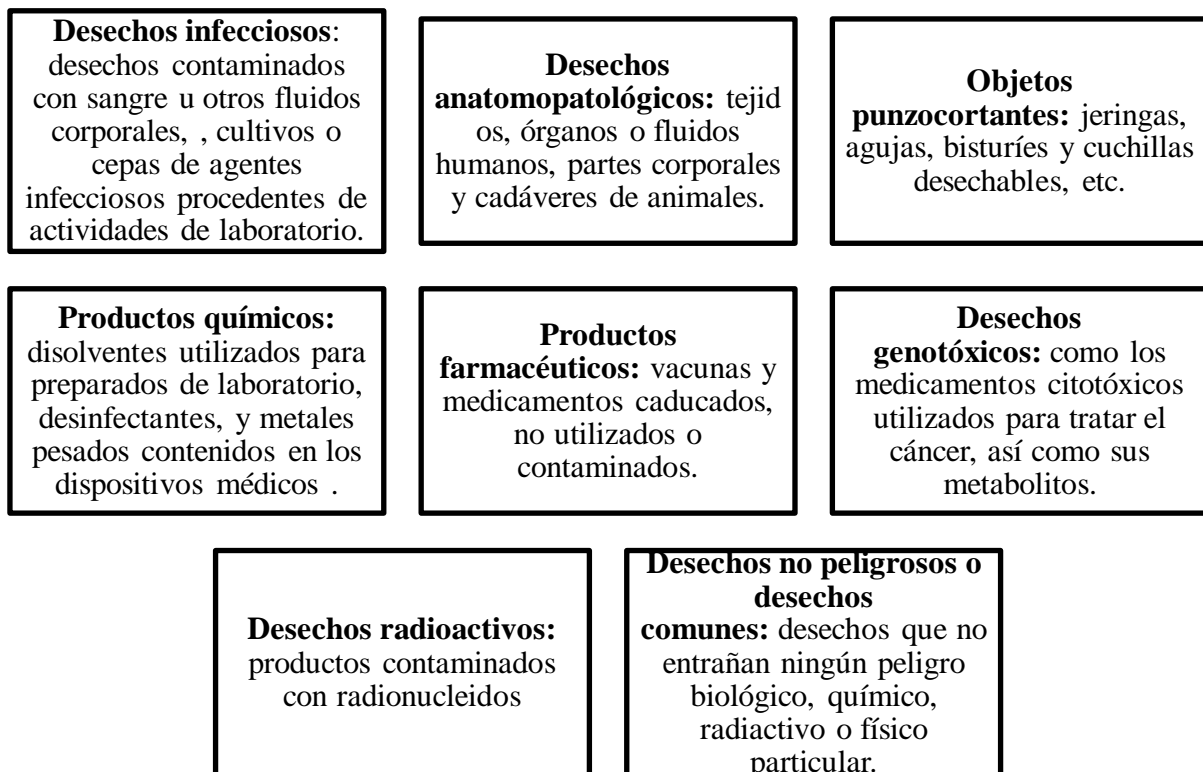 Desechos infecciosos:
desechos contaminados
con sangre u otros fluidos
corporales, , cultivos o
cepas de agentes
infecciosos procedentes de
actividades de laboratorio.
Desechos
anatomopatológicos: tejid
os, órganos o fluidos
humanos, partes corporales
y cadáveres de animales.
Objetos
punzocortantes: jeringas,
agujas, bisturíes y cuchillas
desechables, etc.
Productos químicos:
disolventes utilizados para
preparados de laboratorio,
desinfectantes, y metales
pesados contenidos en los
dispositivos médicos .
Productos
farmacéuticos: vacunas y
medicamentos caducados,
no utilizados o
contaminados.
Desechos
genotóxicos: como los
medicamentos citotóxicos
utilizados para tratar el
cáncer, así como sus
metabolitos.
Desechos radioactivos:
productos contaminados
con radionucleidos
Desechos no peligrosos o
desechos
comunes: desechos que no
entrañan ningún peligro
biológico, químico,
radiactivo o físico
particular.